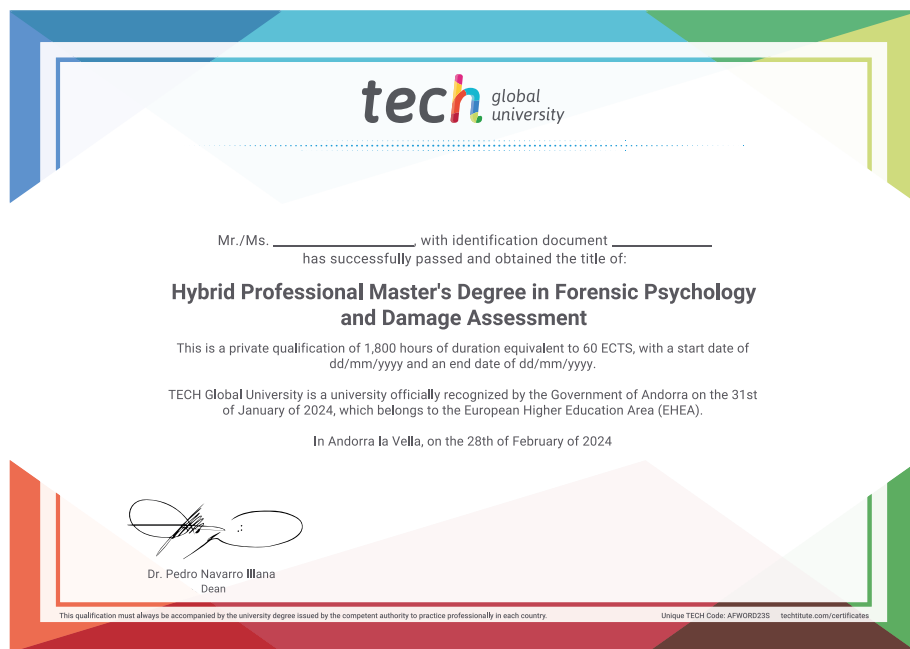 tech global
university
Mr./Ms. ____________, with identification document ____________
has successfully passed and obtained the title of:
Hybrid Professional Master's Degree in Forensic Psychology
and Damage Assessment
This is a private qualification of 1,800 hours of duration equivalent to 60 ECTS, with a start date of
dd/mm/yyyy and an end date of dd/mm/yyyy.
TECH Global University is a university officially recognized by the Government of Andorra on the 31st
of January of 2024, which belongs to the European Higher Education Area (EHEA).
In Andorra la Vella, on the 28th of February of 2024
Dr. Pedro Navarro Illana
Dean
This qualification must always be accompanied by the university degree issued by the competent authority to practice professionally in each country.
Unique TECH Code: AFWORD23S techtitute.com/certificates